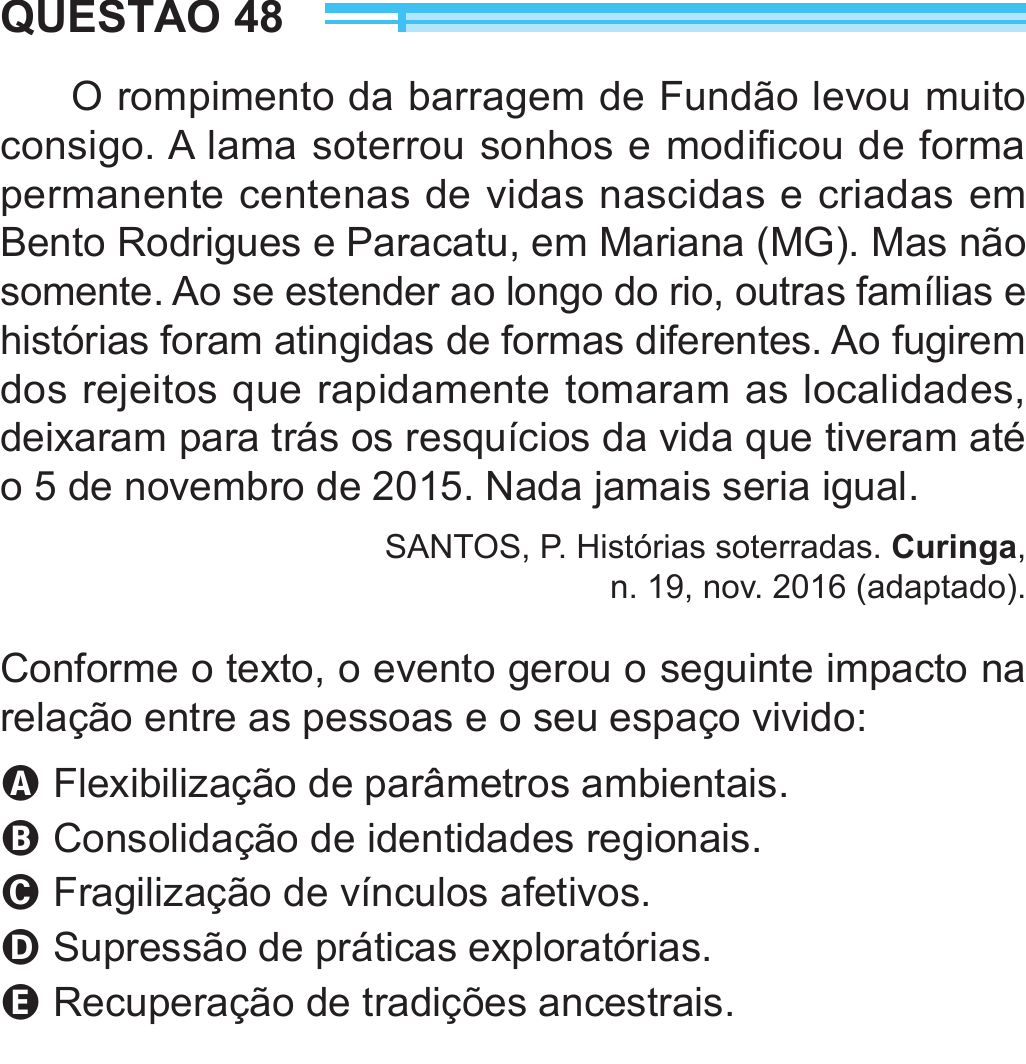 QUESTÃO 48
O rompimento da barragem de Fundão levou muito
consigo. A lama soterrou sonhos e modificou de forma
permanente centenas de vidas nascidas e criadas em
Bento Rodrigues e Paracatu, em Mariana (MG). Mas não
somente. Ao se estender ao longo do rio, outras famílias e
histórias foram atingidas de formas diferentes. Ao fugirem
dos rejeitos que rapidamente tomaram as localidades,
deixaram para trás os resquícios da vida que tiveram até
o 5 de novembro de 2015. Nada jamais seria igual.
SANTOS, P. Histórias soterradas. Curinga,
n. 19, nov. 2016 (adaptado).
Conforme o texto, o evento gerou o seguinte impacto na
relação entre as pessoas e o seu espaço vivido:
A Flexibilização de parâmetros ambientais.
B Consolidação de identidades regionais.
C Fragilização de vínculos afetivos.
D Supressão de práticas exploratórias.
E Recuperação de tradições ancestrais.